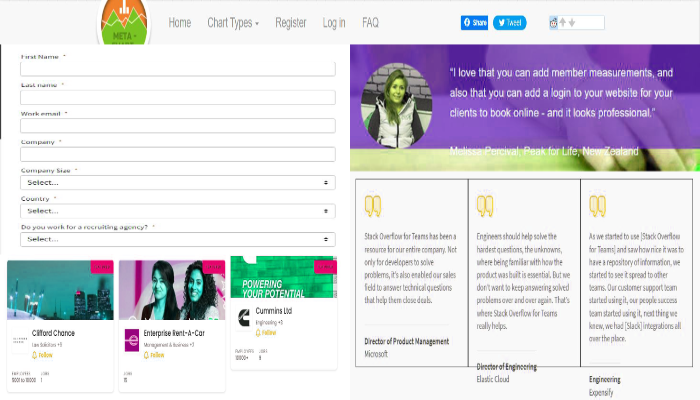 META -
Home
Chart Types
Register
Log in
FAQ
Share
Tweet
First Name *
Last name *
Work email *
Company *
Company Size *
Select...
Country *
Select...
Do you work for a recruiting agency? *
Select...
Clifford Chance
Law Solicitors +5
Follow
EMPLOYEES JOBS
5001 to 10000 1
Enterprise Rent-A-Car
Management & Business +7
Follow
JOBS
15
POWERING
YOUR POTENTIAL
Cummins Ltd
Engineering +3
Follow
EMPLOYEES JOBS
10000+ 8
“I love that you can add member measurements, and
also that you can add a login to your website for your
clients to book online - and it looks professional.”
Melissa Percival, Peak for Life, New Zealand
Stack Overflow for Teams has been a
resource for our entire company. Not
only for developers to solve
problems, it's also enabled our sales
field to answer technical questions
that help them close deals.
Director of Product Management
Microsoft
Engineers should help solve the
hardest questions, the unknowns,
where being familiar with how the
product was built is essential. But we
don't want to keep answering solved
problems over and over again. That's
where Stack Overflow for Teams
really helps.
Director of Engineering
Elastic Cloud
As we started to use [Stack Overflow
for Teams] and saw how nice it was to
have a repository of information, we
started to see it spread to other
teams. Our customer support team
started using it, our people success
team started using it, next thing we
knew, we had [Slack] integrations all
over the place.
Engineering
Expensify